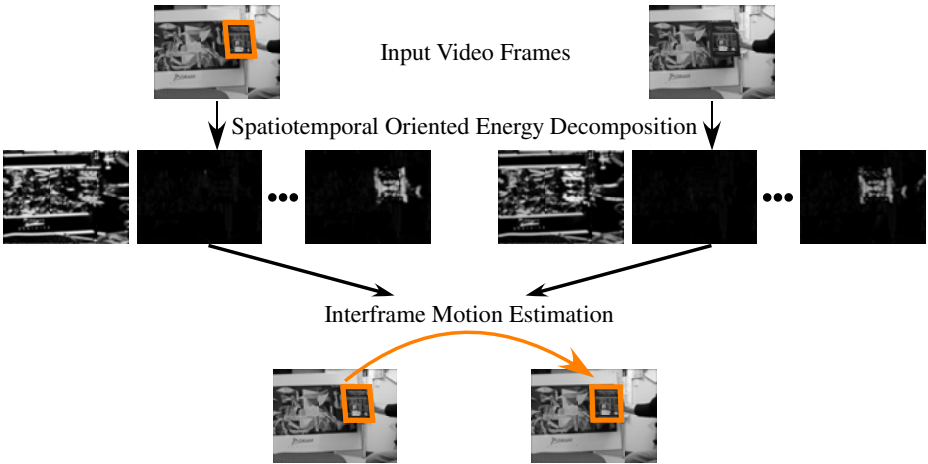 Input Video Frames
Spatiotemporal Oriented Energy Decomposition
Interframe Motion Estimation